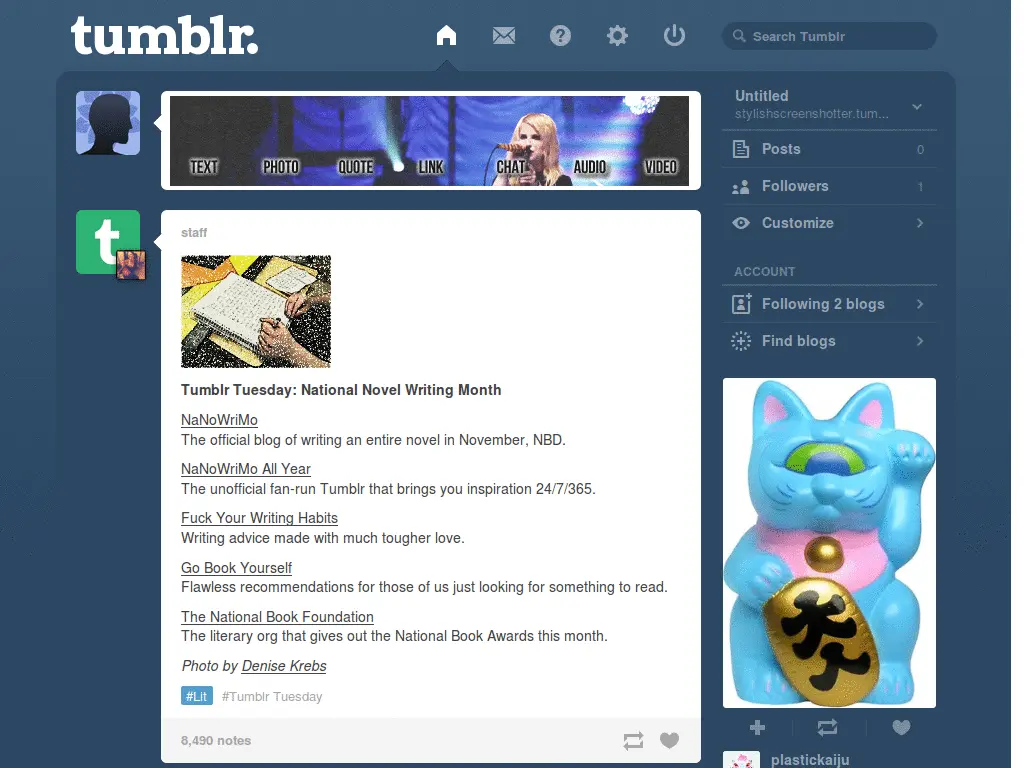 tumblr.
Search Tumblr
TEXT PHOTO QUOTE LINK CHAT AUDIO VIDEO
staff
Tumblr Tuesday: National Novel Writing Month
NaNoWriMo
The official blog of writing an entire novel in November, NBD.
NaNoWriMo All Year
The unofficial fan-run Tumblr that brings you inspiration 24/7/365.
Fuck Your Writing Habits
Writing advice made with much tougher love.
Go Book Yourself
Flawless recommendations for those of us just looking for something to read.
The National Book Foundation
The literary org that gives out the National Book Awards this month.
Photo by Denise Krebs
#Lit #Tumblr Tuesday
8,490 notes
Untitled
stylishscreenshotter.tum...
Posts 0
Followers 1
Customize
ACCOUNT
Following 2 blogs
Find blogs
plastickaiju